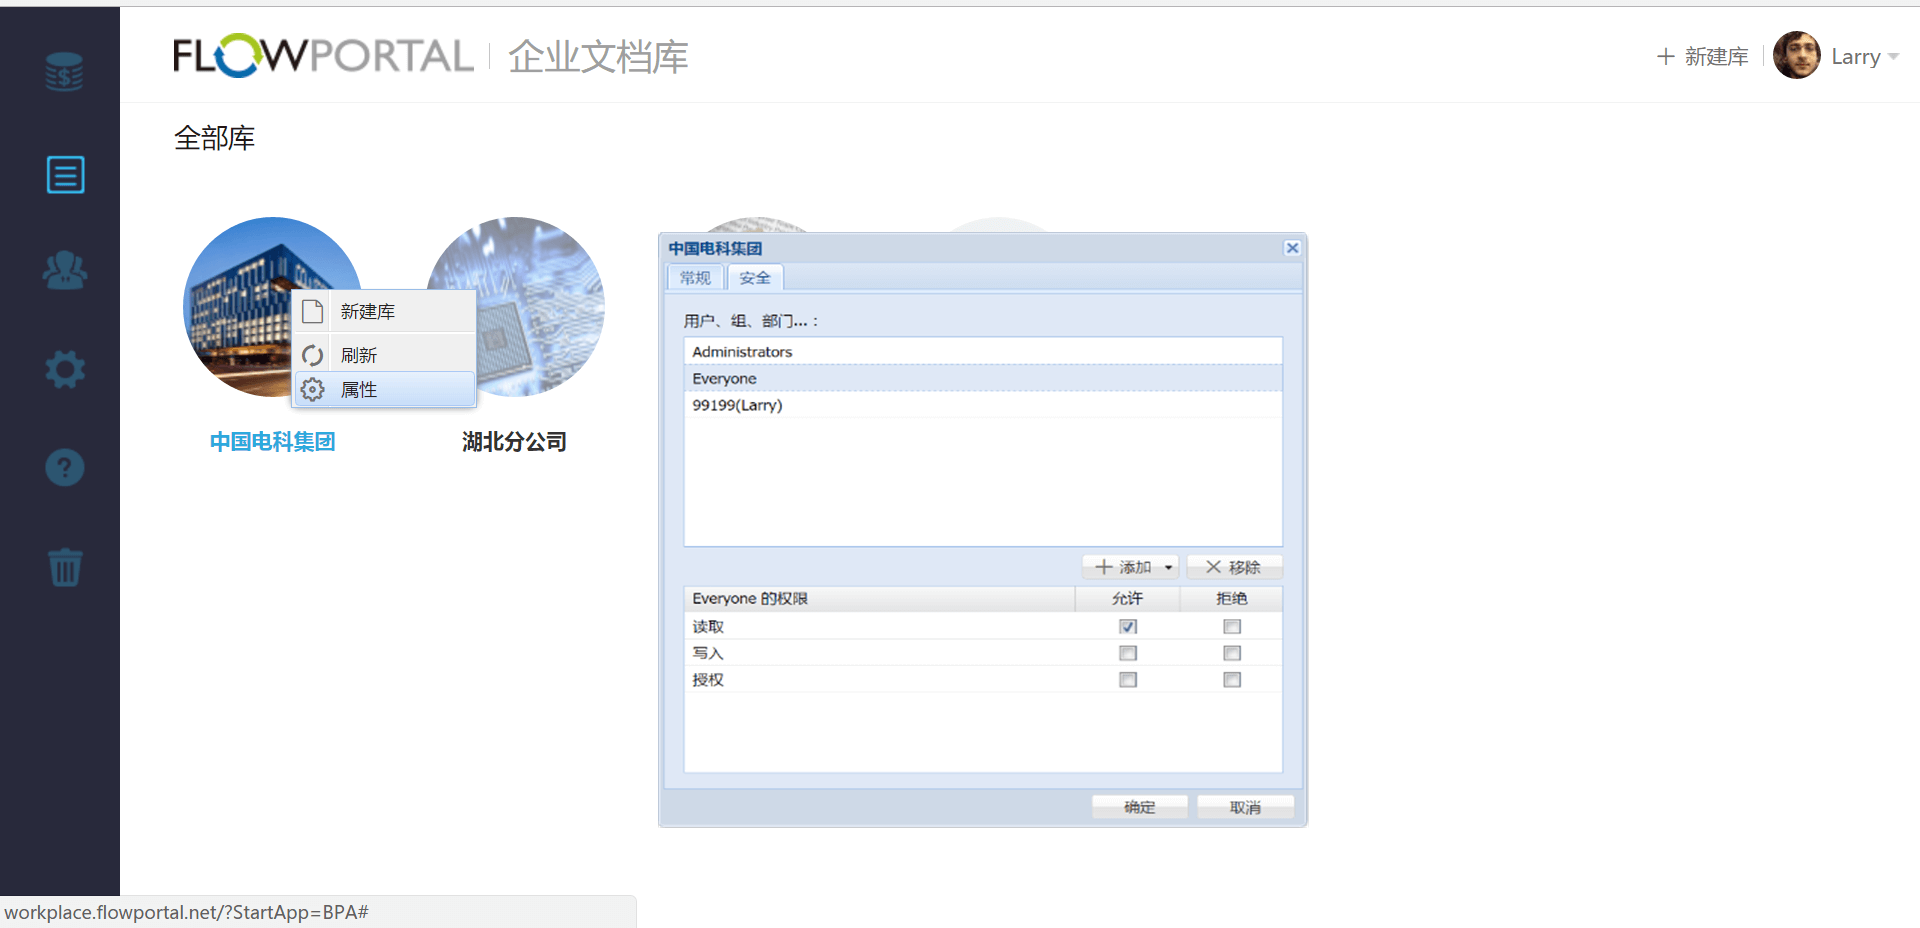 FLOWPORTAL 企业文档库
新建库
Larry
全部库
新建库
刷新
属性
中国电科集团
湖北分公司
中国电科集团
常规
安全
用户、组、部门...：
Administrators
Everyone
99199(Larry)
添加
移除
Everyone 的权限 允许 拒绝
读取
写入
授权
确定
取消
workplace.flowportal.net/?StartApp=BPA#